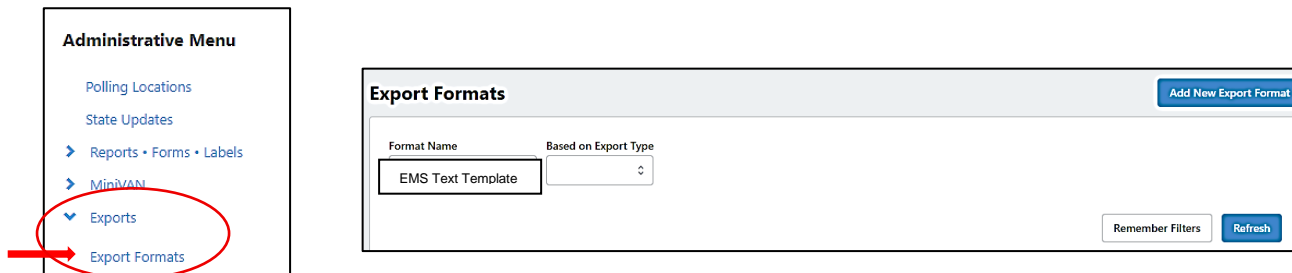 Administrative Menu
Polling Locations
State Updates
Reports • Forms • Labels
MiniVAN
Exports
Export Formats
Export Formats
Add New Export Format
Format Name
Based on Export Type
EMS Text Template
Remember Filters
Refresh